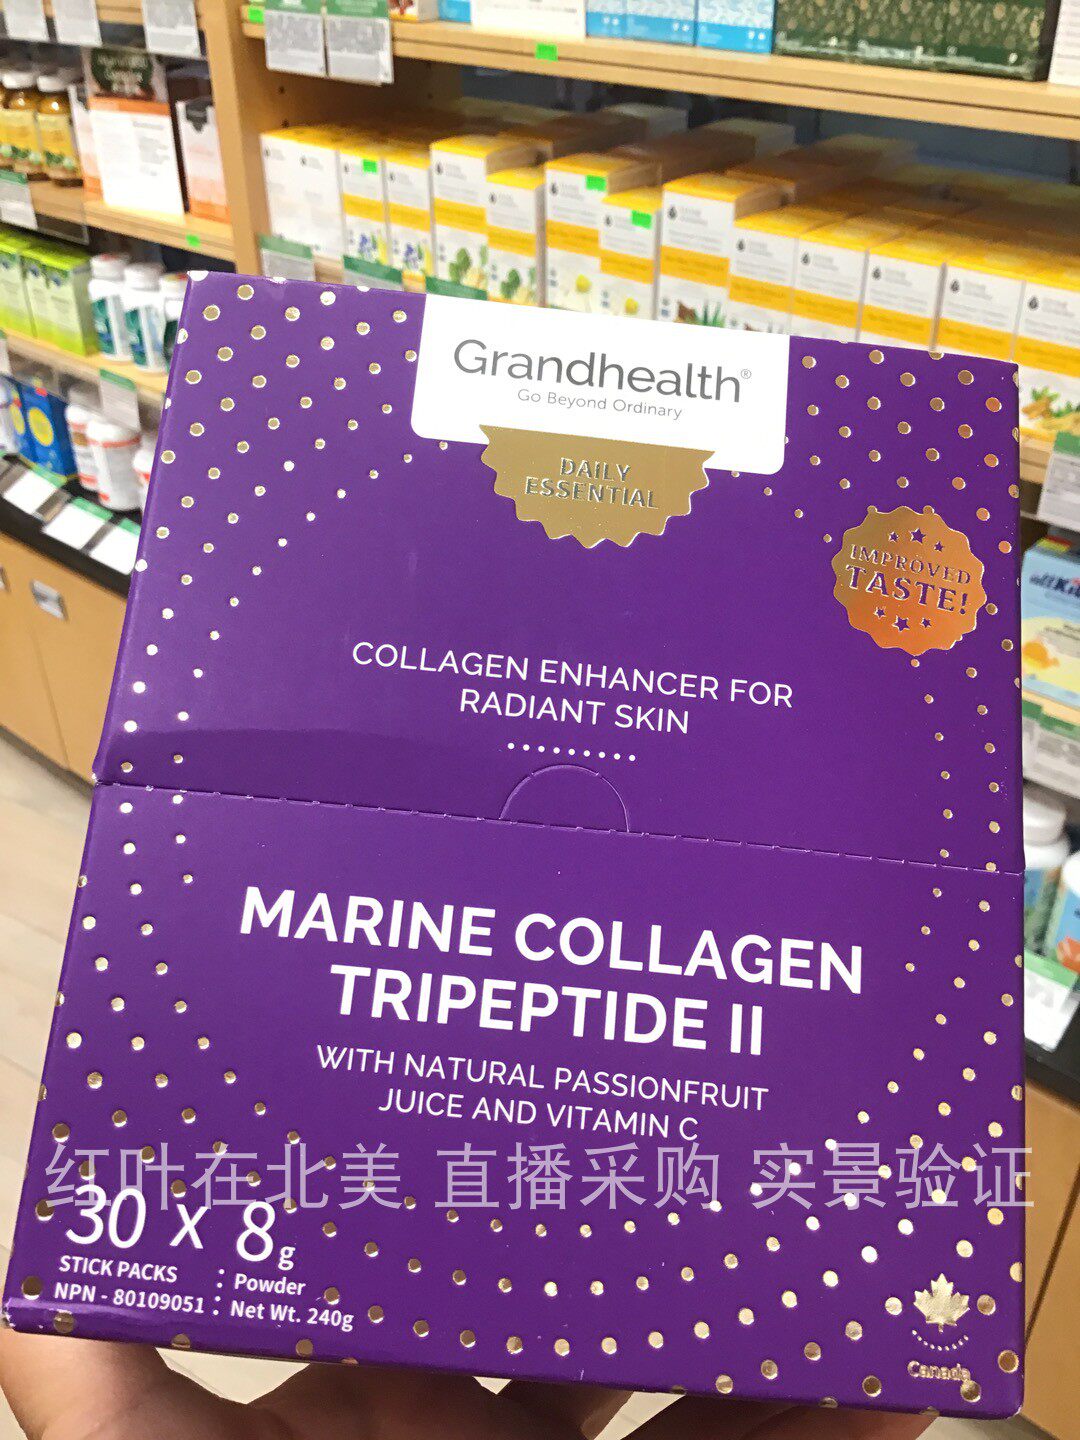 Grandhealth®
Go Beyond Ordinary
DAILY
ESSENTIAL
IMPROVED
TASTE!
COLLAGEN ENHANCER FOR
RADIANT SKIN
MARINE COLLAGEN
TRIPEPTIDE II
WITH NATURAL PASSIONFRUIT
JUICE AND VITAMIN C
红叶在北美 直播采购 实景验证
30 x 8g
STICK PACKS : Powder
NPN - 80109051 : Net Wt. 240g
Canada